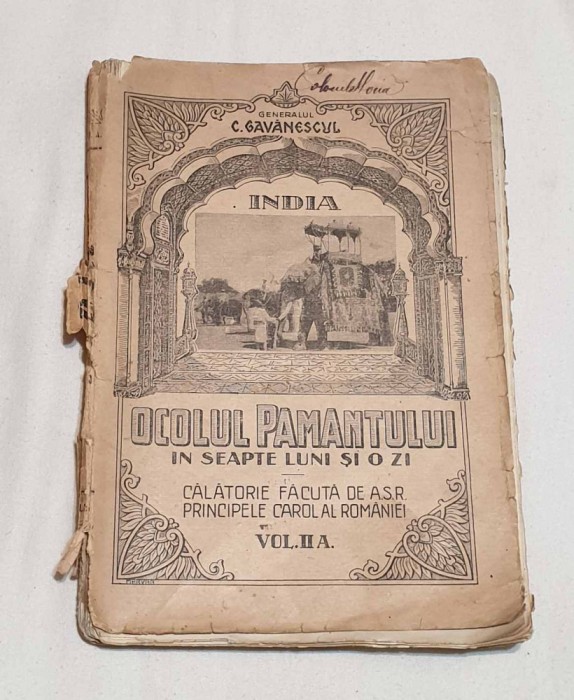 GENERALUL
C. GAVĂNESCUL
INDIA
OCOLUL PAMANTULUI
IN SEAPTE LUNI ȘI O ZI
CĂLĂTORIE FĂCUTĂ DE A.S.R.
PRINCIPELE CAROL AL ROMÂNIEI
VOL. II A.